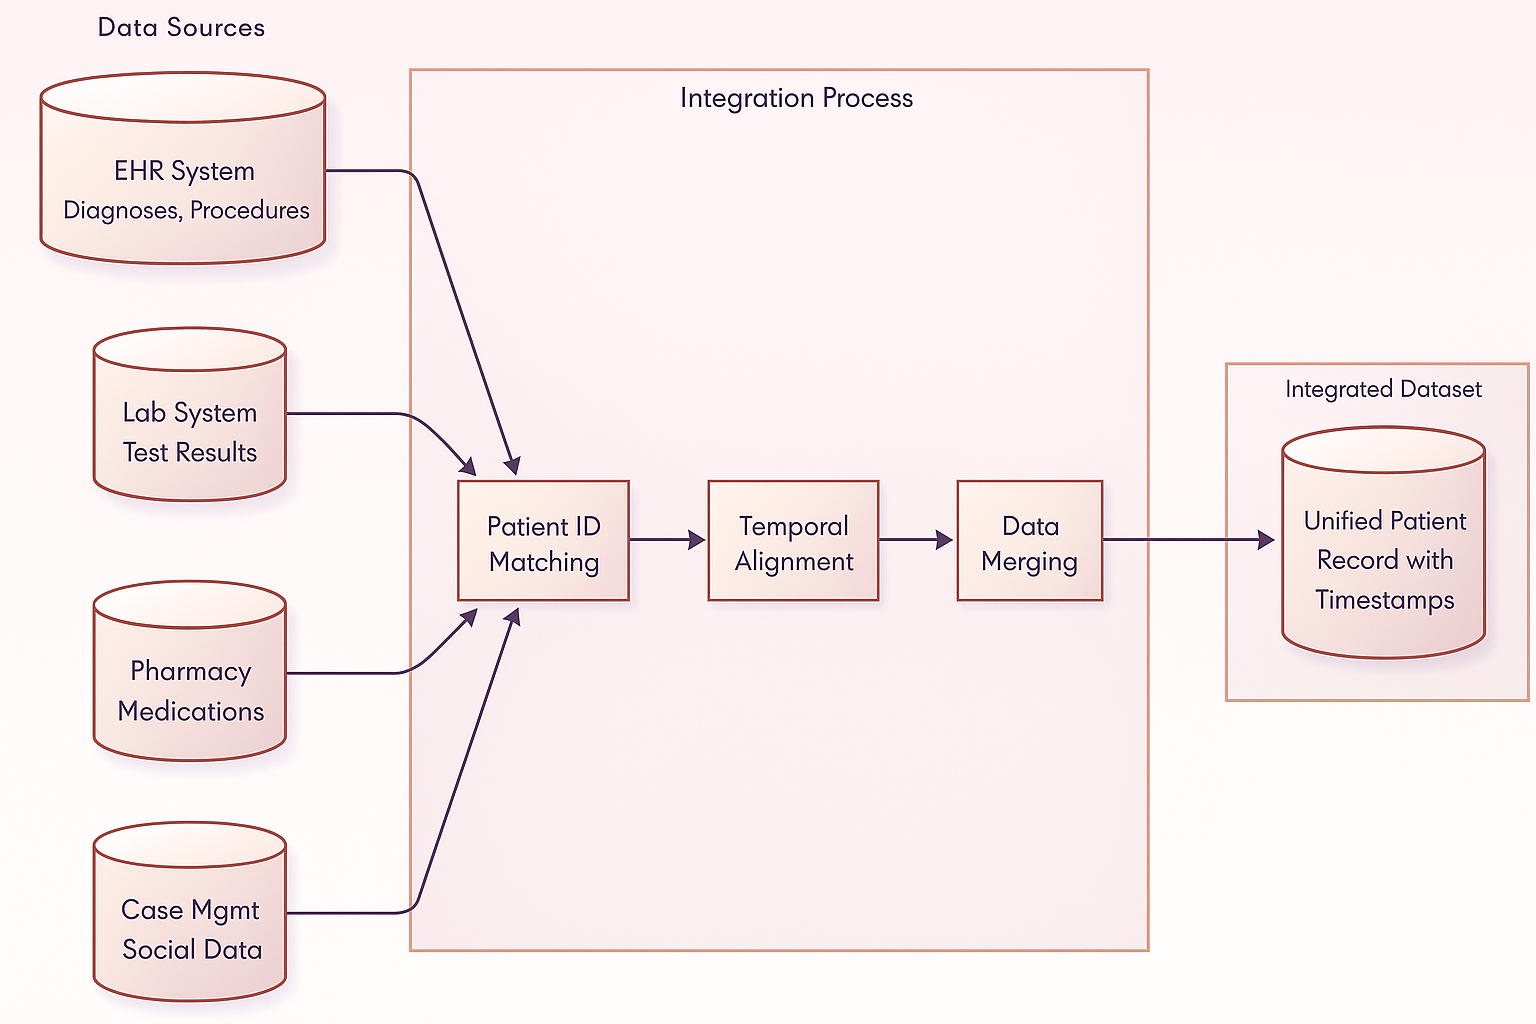 Data Sources
EHR System
Diagnoses, Procedures
Lab System
Test Results
Pharmacy
Medications
Case Mgmt
Social Data
Integration Process
Patient ID
Matching
Temporal
Alignment
Data
Merging
Integrated Dataset
Unified Patient
Record with
Timestamps